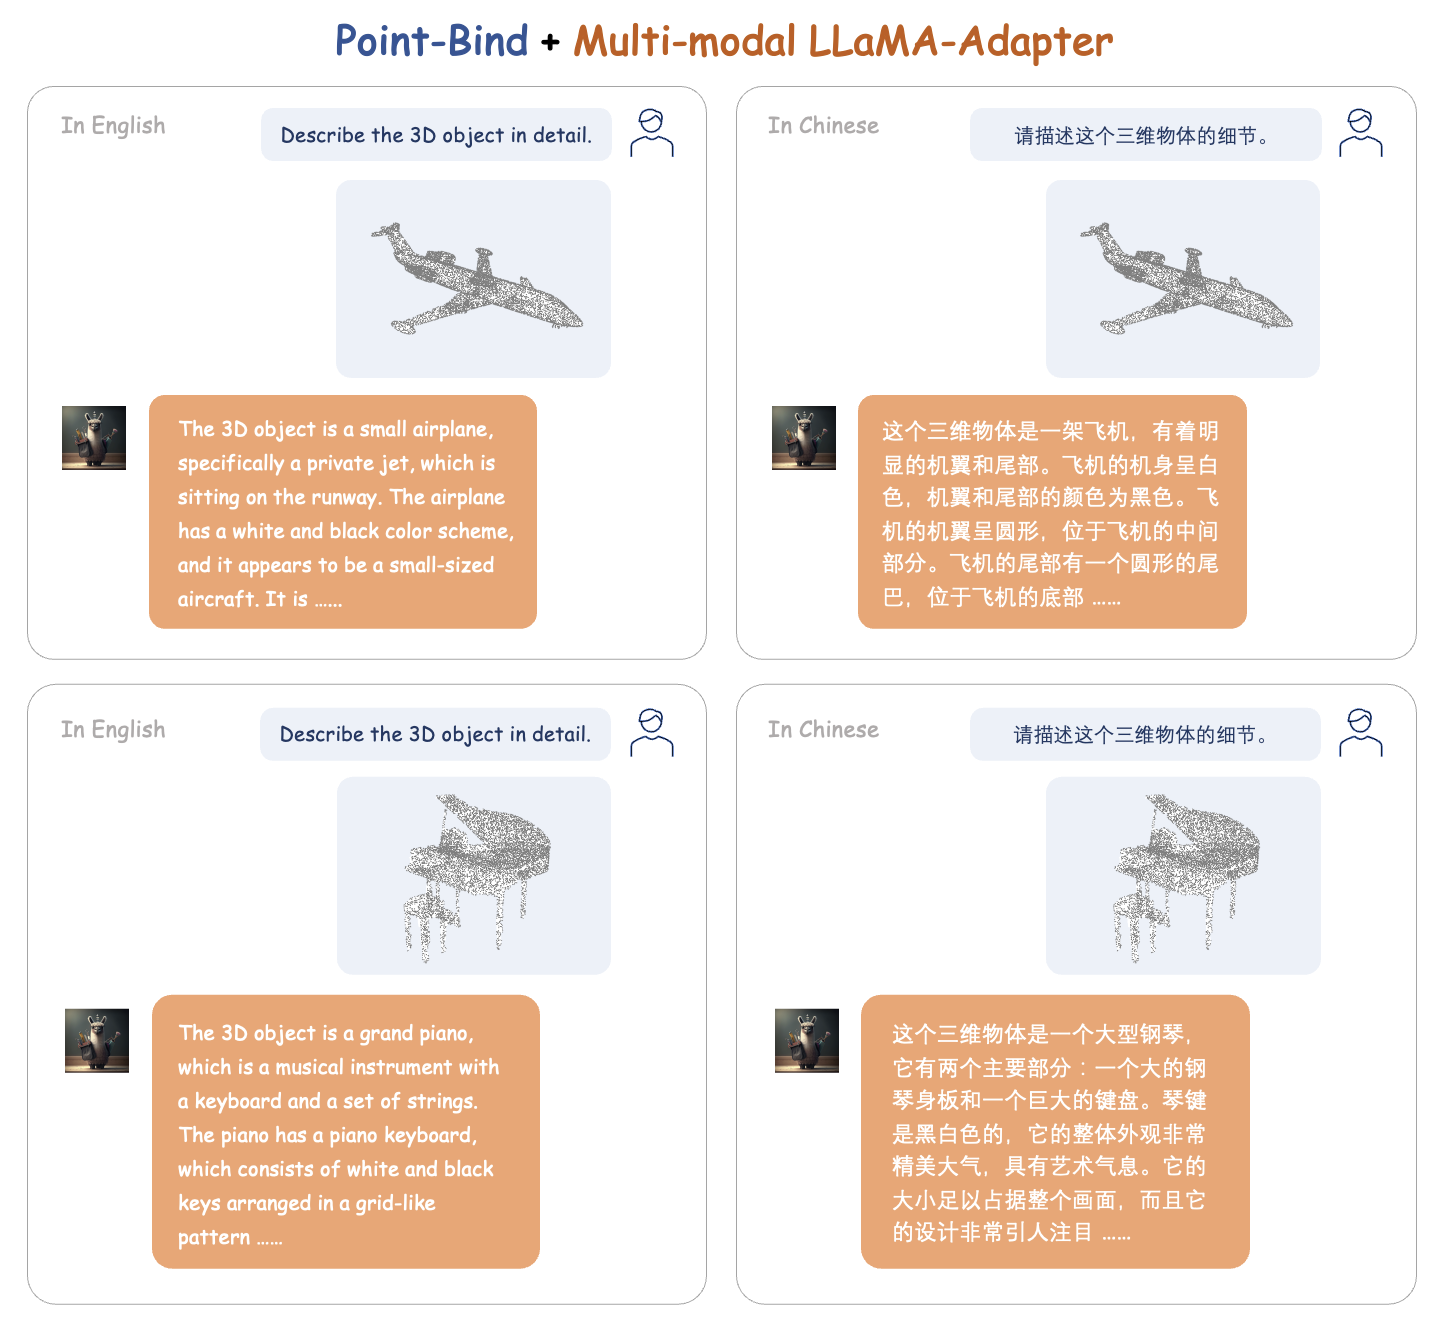 Point-Bind + Multi-modal LLaMA-Adapter
In English
Describe the 3D object in detail.
The 3D object is a small airplane,
specifically a private jet, which is
sitting on the runway. The airplane
has a white and black color scheme,
and it appears to be a small-sized
aircraft. It is ......
In Chinese
请描述这个三维物体的细节。
这个三维物体是一架飞机，有着明
显的机翼和尾部。飞机的机身呈白
色，机翼和尾部的颜色为黑色。飞
机的机翼呈圆形，位于飞机的中间
部分。飞机的尾部有一个圆形的尾
巴，位于飞机的底部 ......
In English
Describe the 3D object in detail.
The 3D object is a grand piano,
which is a musical instrument with
a keyboard and a set of strings.
The piano has a piano keyboard,
which consists of white and black
keys arranged in a grid-like
pattern ......
In Chinese
请描述这个三维物体的细节。
这个三维物体是一个大型钢琴，
它有两个主要部分：一个大的钢
琴身板和一个巨大的键盘。琴键
是黑白色的，它的整体外观非常
精美大气，具有艺术气息。它的
大小足以占据整个画面，而且它
的设计非常引人注目 ......